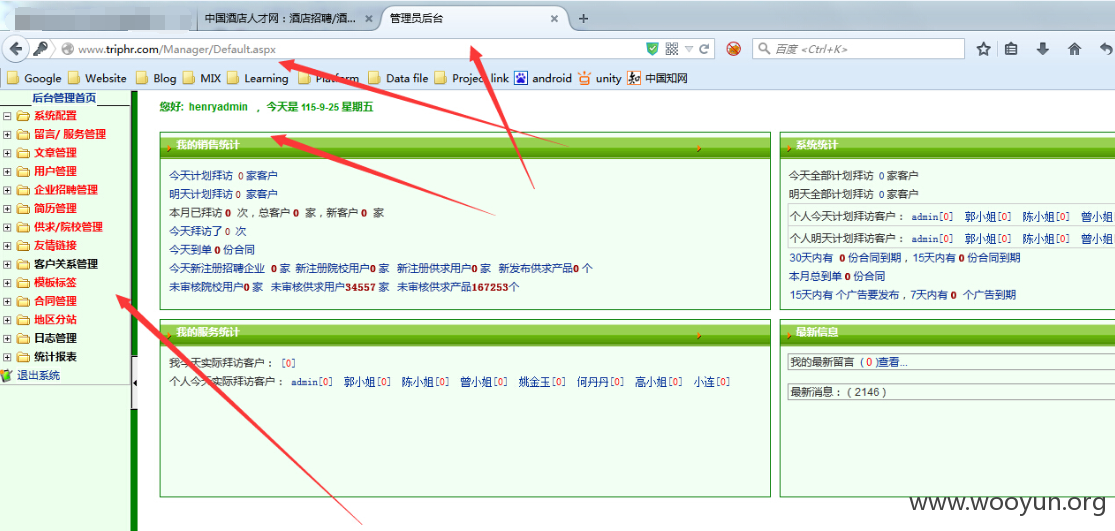 中国酒店人才网：酒店招聘/酒...
管理员后台
www.triphr.com/Manager/Default.aspx
百度 <Ctrl+K>
Google Website Blog MIX Learning Platform Data file Project link android unity 中国知网
后台管理首页
系统配置
留言/ 服务管理
文章管理
用户管理
企业招聘管理
简历管理
供求/院校管理
友情链接
客户关系管理
模板标签
合同管理
地区分站
日志管理
统计报表
退出系统
您好: henryadmin ，今天是 115-9-25 星期五
我的销售统计
今天计划拜访 0 家客户
明天计划拜访 0 家客户
本月已拜访 0 次，总客户 0 家，新客户 0 家
今天拜访了 0 次
今天到单 0 份合同
今天新注册招聘企业 0 家 新注册院校用户0 家 新注册供求用户0 家 新发布供求产品0 个
未审核院校用户0 家 未审核供求用户34557 家 未审核供求产品167253个
系统统计
今天全部计划拜访 0 家客户
明天全部计划拜访 0 家客户
个人今天计划拜访客户： admin[0] 郭小姐[0] 陈小姐[0] 曾小姐
个人明天计划拜访客户： admin[0] 郭小姐[0] 陈小姐[0] 曾小姐
30天内有 0 份合同到期，15天内有 0 份合同到期
本月总到单 0 份合同
15天内有 个广告要发布，7天内有 0 个广告到期
我的服务统计
我今天实际拜访客户： [0]
个人今天实际拜访客户： admin[0] 郭小姐[0] 陈小姐[0] 曾小姐[0] 姚金玉[0] 何丹丹[0] 高小姐[0] 小连[0]
最新信息
我的最新留言（ 0 )查看...
最新消息：（ 2146 ）
www.wooyun.org